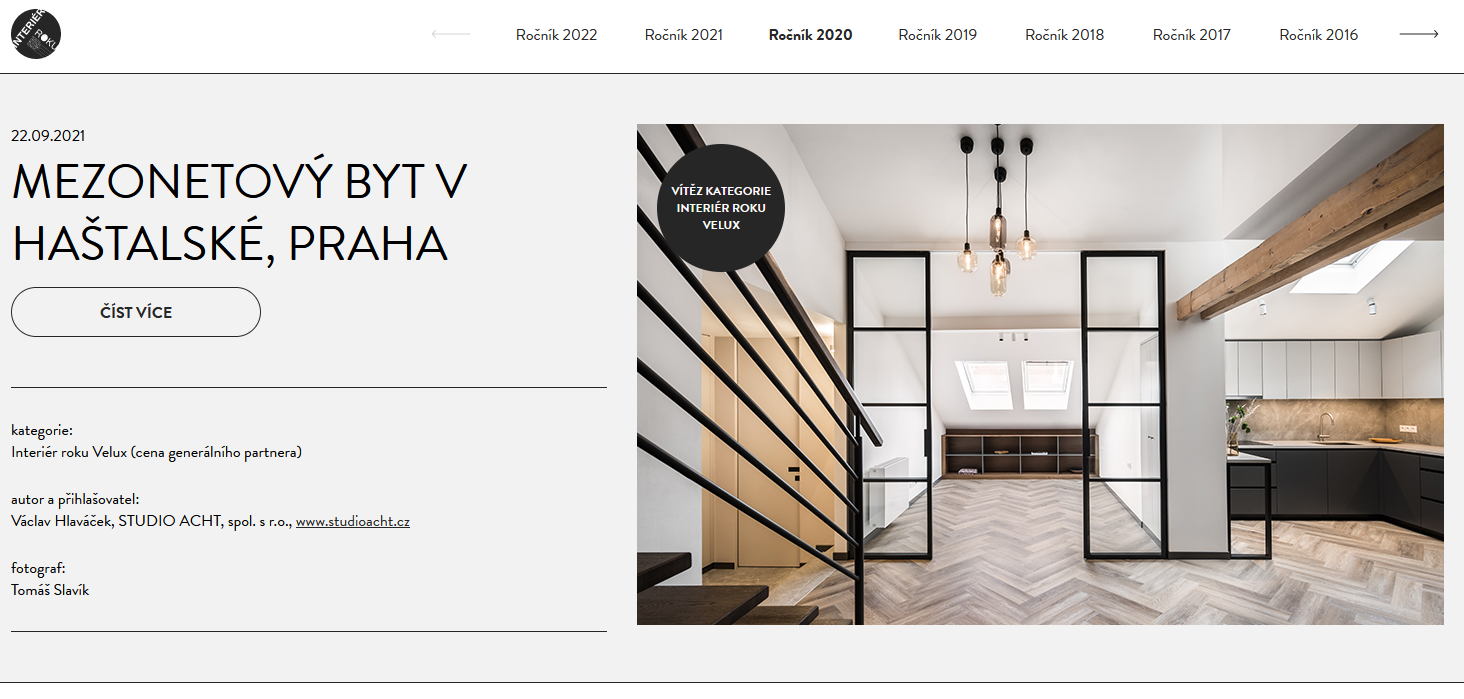 INTERIÉR
ROKU
Ročník 2022
Ročník 2021
Ročník 2020
Ročník 2019
Ročník 2018
Ročník 2017
Ročník 2016
22.09.2021
MEZONETOVÝ BYT V
HAŠTALSKÉ, PRAHA
ČÍST VÍCE
kategorie:
Interiér roku Velux (cena generálního partnera)
autor a přihlašovatel:
Václav Hlaváček, STUDIO ACHT, spol. s r.o., www.studioacht.cz
fotograf:
Tomáš Slavík
VÍTĚZ KATEGORIE
INTERIÉR ROKU
VELUX